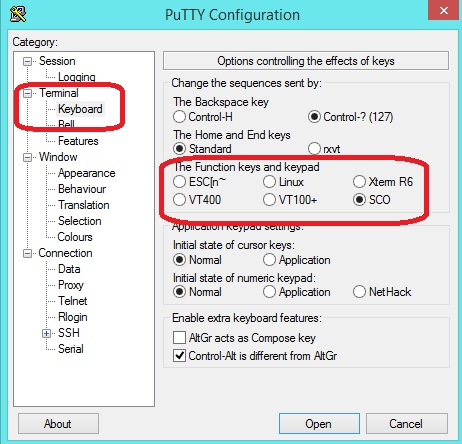 PuTTY Configuration
Category:
Session
Logging
Terminal
Keyboard
Bell
Features
Window
Appearance
Behaviour
Translation
Selection
Colours
Connection
Data
Proxy
Telnet
Rlogin
SSH
Serial
Options controlling the effects of keys
Change the sequences sent by:
The Backspace key
Control-H Control-? (127)
The Home and End keys
Standard rxvt
The Function keys and keypad
ESC[n~ Linux Xterm R6
VT400 VT100+ SCO
Application keypad settings:
Initial state of cursor keys:
Normal Application
Initial state of numeric keypad:
Normal Application NetHack
Enable extra keyboard features:
AltGr acts as Compose key
Control-Alt is different from AltGr
About Open Cancel